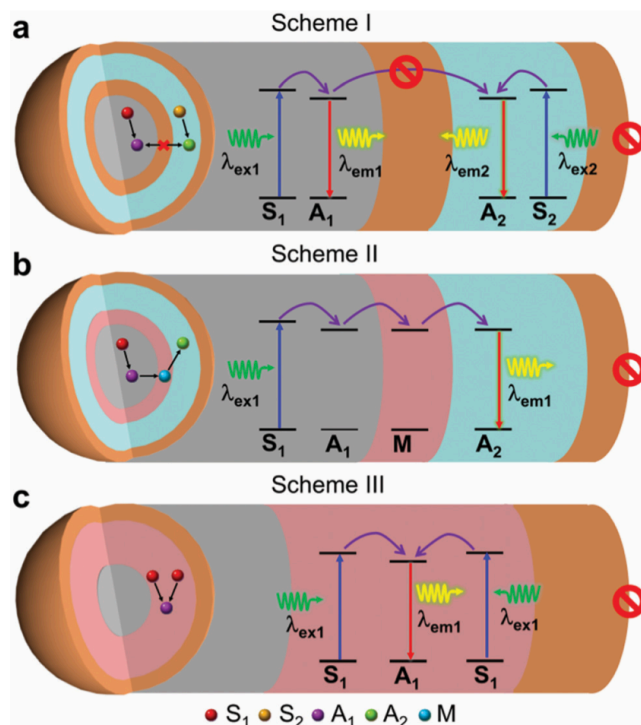 a
Scheme I
λex1
λem1
λem2
λex2
S1
A1
A2
S2
b
Scheme II
λex1
λem1
S1
A1
M
A2
c
Scheme III
λex1
λem1
λex1
S1
A1
S1
S1 S2 A1 A2 M